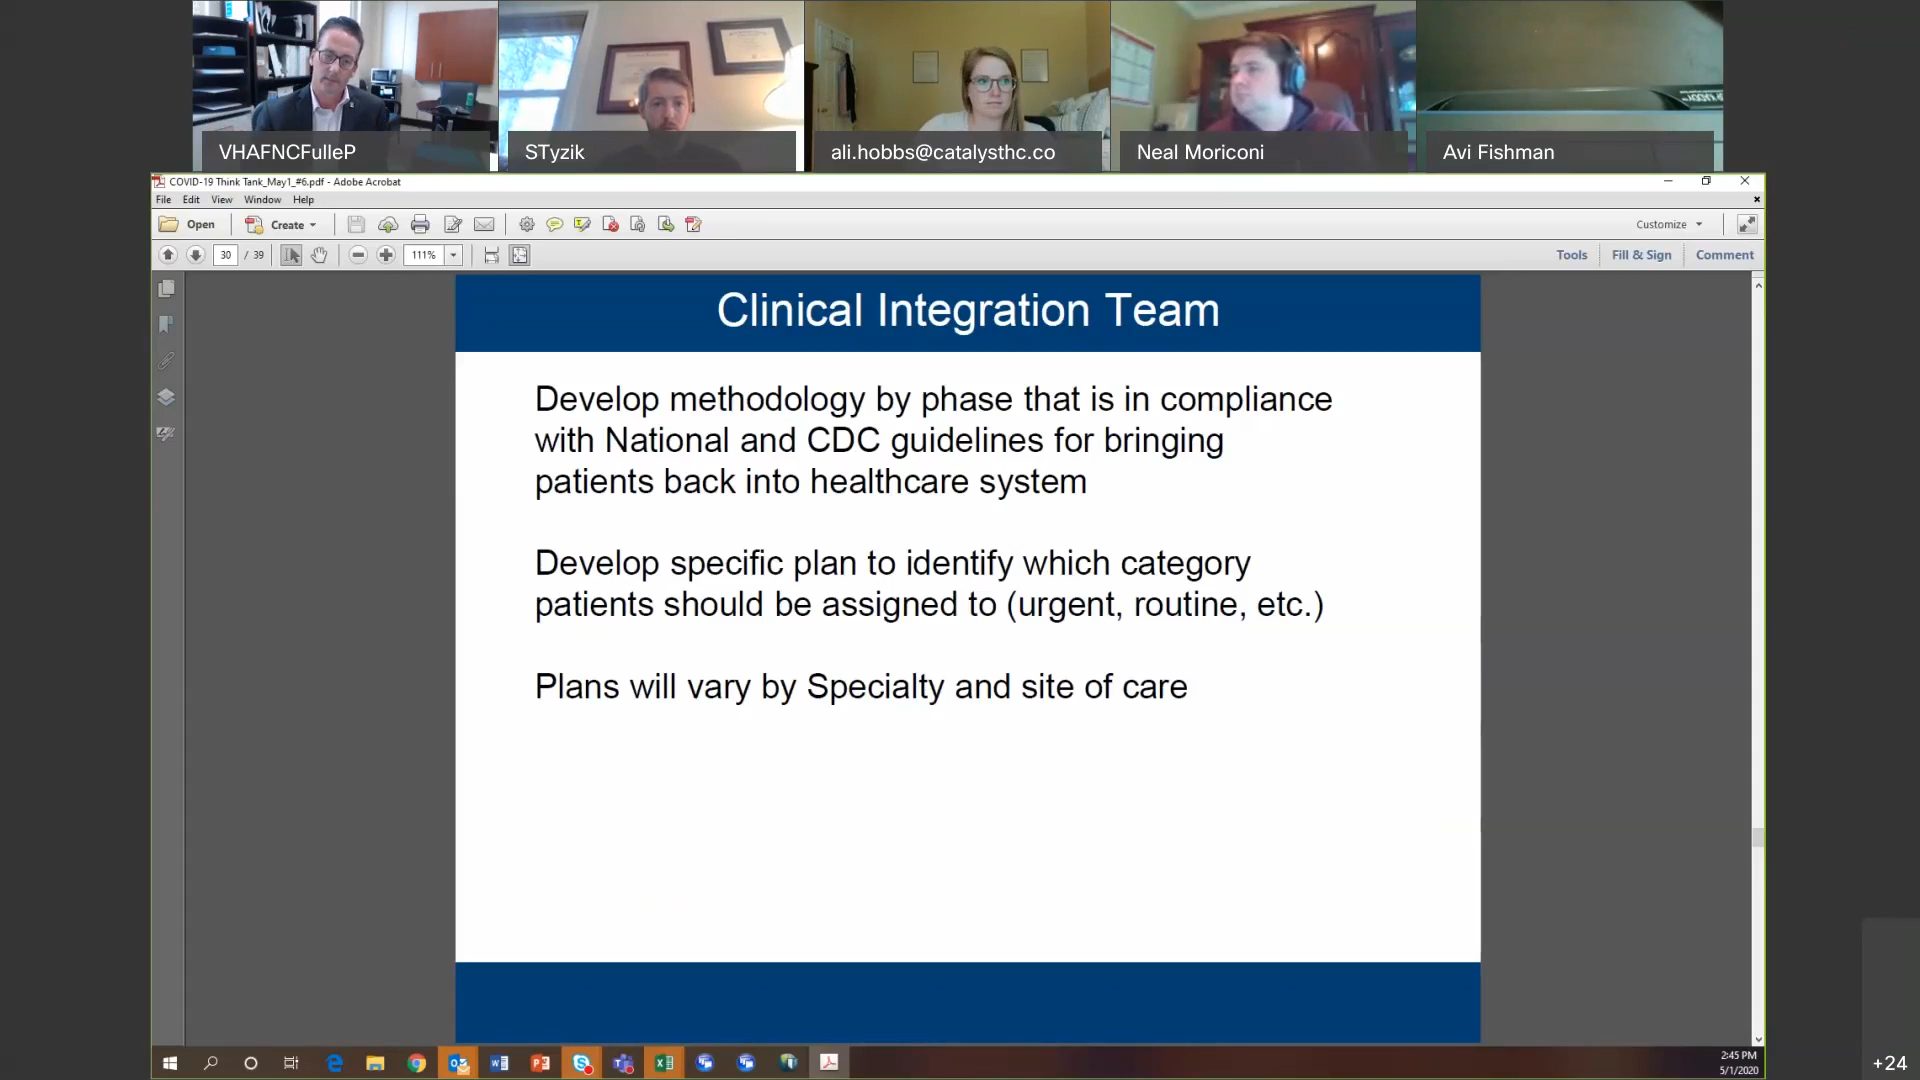 VHAFNCFulleP
STyzik
ali.hobbs@catalysthc.co
Neal Moriconi
Avi Fishman
COVID-19 Think Tank_May1_#6.pdf - Adobe Acrobat
File Edit View Window Help
Open Create Customize
30 / 39 111% Tools Fill & Sign Comment
Clinical Integration Team
Develop methodology by phase that is in compliance
with National and CDC guidelines for bringing
patients back into healthcare system
Develop specific plan to identify which category
patients should be assigned to (urgent, routine, etc.)
Plans will vary by Specialty and site of care
2:45 PM
5/1/2020
+24